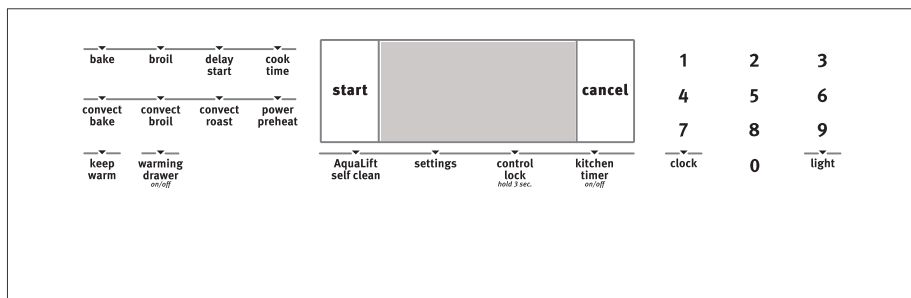 bake
broil
delay
start
cook
time
convect
bake
convect
broil
convect
roast
power
preheat
keep
warm
warming
drawer
on/off
start
cancel
AquaLift
self clean
settings
control
lock
hold 3 sec.
kitchen
timer
on/off
1 2 3
4 5 6
7 8 9
clock
0
light